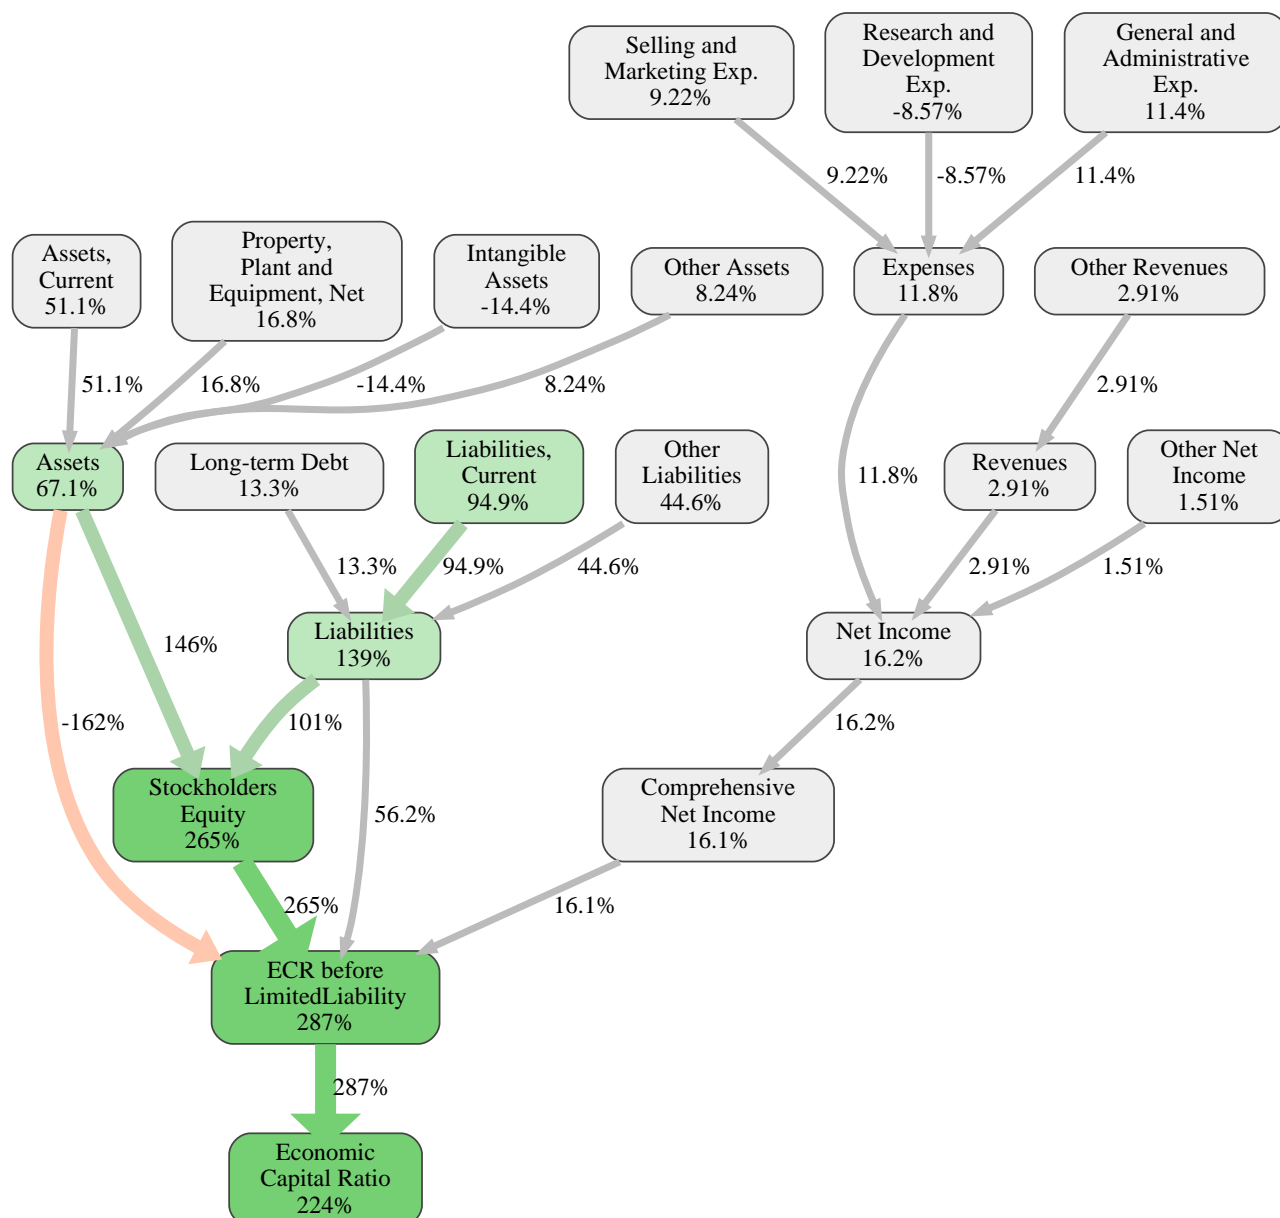 Selling and
Marketing Exp.
9.22%
Research and
Development
Exp.
-8.57%
General and
Administrative
Exp.
11.4%
9.22%
-8.57%
11.4%
Assets,
Current
51.1%
Property,
Plant and
Equipment, Net
16.8%
Intangible
Assets
-14.4%
Other Assets
8.24%
Expenses
11.8%
Other Revenues
2.91%
51.1%
16.8%
-14.4%
8.24%
2.91%
Assets
67.1%
Long-term Debt
13.3%
Liabilities,
Current
94.9%
Other
Liabilities
44.6%
11.8%
Revenues
2.91%
Other Net
Income
1.51%
13.3%
94.9%
44.6%
2.91%
1.51%
146%
Liabilities
139%
Net Income
16.2%
-162%
101%
16.2%
Stockholders
Equity
265%
56.2%
Comprehensive
Net Income
16.1%
265%
16.1%
ECR before
LimitedLiability
287%
287%
Economic
Capital Ratio
224%